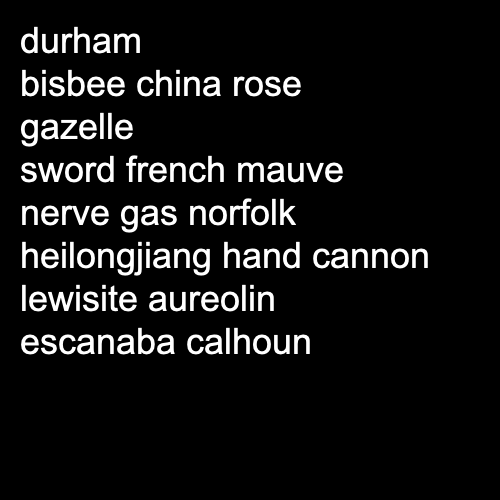 durham
bisbee china rose
gazelle
sword french mauve
nerve gas norfolk
heilongjiang hand cannon
lewisite aureolin
escanaba calhoun